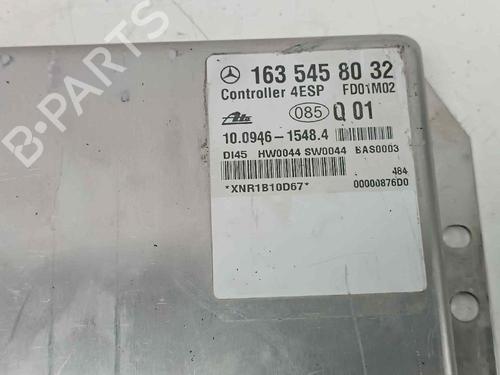 B-PARTS
163 545 80 32
Controller 4ESP FD01M02
Ate 085 Q 01
10.0946-1548.4
DI45 HW0044 SW0044 BAS0003
484
*XNR1B10D67* 00000876D0
B-PARTS